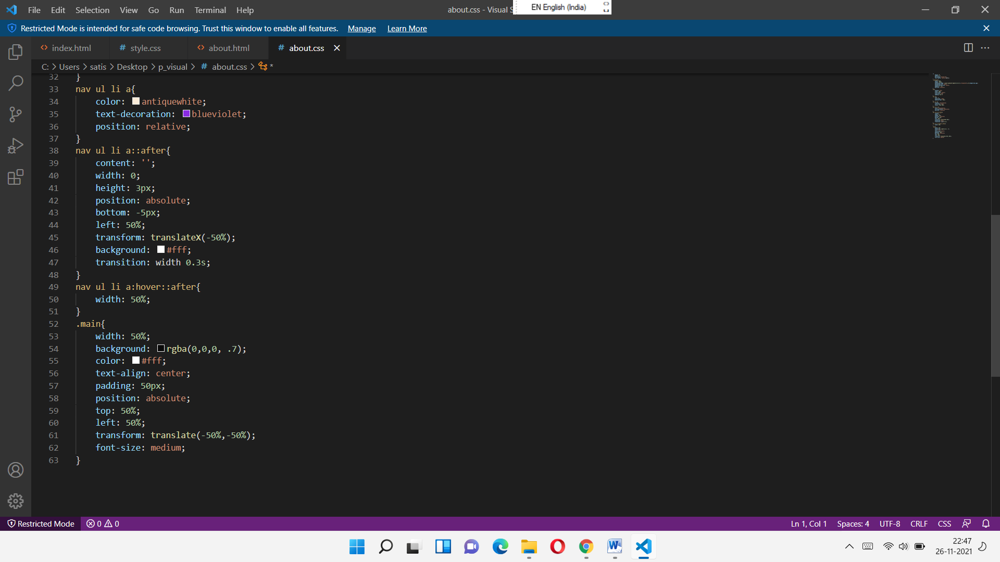 File Edit Selection View Go Run Terminal Help about.css - Visual S
EN English (India)
Restricted Mode is intended for safe code browsing. Trust this window to enable all features. Manage Learn More
index.html # style.css about.html # about.css
C: > Users > satis > Desktop > p_visual > # about.css > *
32 }
33 nav ul li a{
34 color: antiquewhite;
35 text-decoration: blueviolet;
36 position: relative;
37 }
38 nav ul li a::after{
39 content: '';
40 width: 0;
41 height: 3px;
42 position: absolute;
43 bottom: -5px;
44 left: 50%;
45 transform: translateX(-50%);
46 background: #fff;
47 transition: width 0.3s;
48 }
49 nav ul li a:hover::after{
50 width: 50%;
51 }
52 .main{
53 width: 50%;
54 background: rgba(0,0,0, .7);
55 color: #fff;
56 text-align: center;
57 padding: 50px;
58 position: absolute;
59 top: 50%;
60 left: 50%;
61 transform: translate(-50%,-50%);
62 font-size: medium;
63 }
Restricted Mode 0 0 Ln 1, Col 1 Spaces: 4 UTF-8 CRLF CSS
22:47
26-11-2021